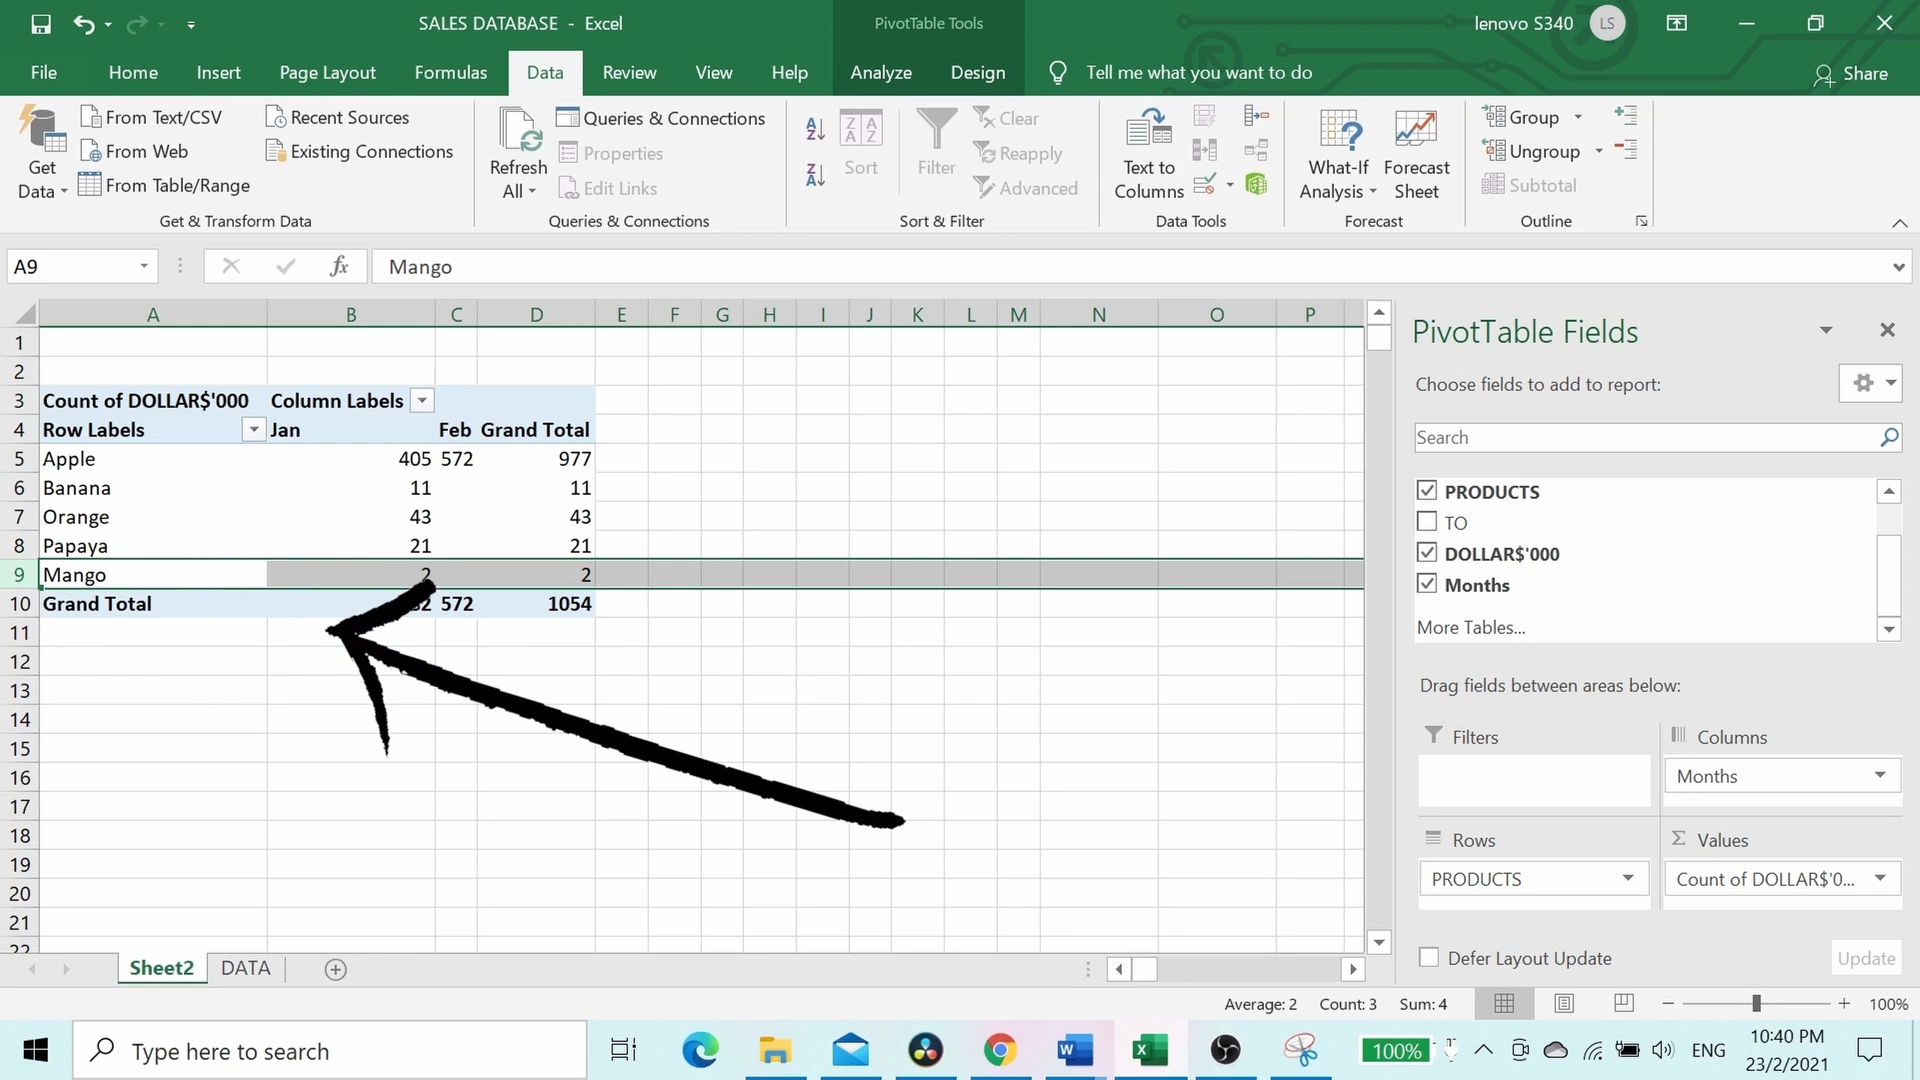 SALES DATABASE - Excel
PivotTable Tools
lenovo S340
LS
File Home Insert Page Layout Formulas Data Review View Help Analyze Design Tell me what you want to do Share
Get Data
From Text/CSV
From Web
From Table/Range
Recent Sources
Existing Connections
Get & Transform Data
Refresh All
Queries & Connections
Properties
Edit Links
Queries & Connections
Sort
Filter
Clear
Reapply
Advanced
Sort & Filter
Text to Columns
Data Tools
What-If Analysis
Forecast Sheet
Forecast
Group
Ungroup
Subtotal
Outline
A9
fx
Mango
A B C D E F G H I J K L M N O P
1
2
3 Count of DOLLAR$'000 Column Labels
4 Row Labels Jan Feb Grand Total
5 Apple 405 572 977
6 Banana 11 11
7 Orange 43 43
8 Papaya 21 21
9 Mango 2 2
10 Grand Total 572 1054
11
12
13
14
15
16
17
18
19
20
21
22
PivotTable Fields
Choose fields to add to report:
Search
PRODUCTS
TO
DOLLAR$'000
Months
More Tables...
Drag fields between areas below:
Filters
Columns
Months
Rows
PRODUCTS
Values
Count of DOLLAR$'0...
Defer Layout Update
Update
Sheet2 DATA
Average: 2 Count: 3 Sum: 4
100%
Type here to search
100%
ENG
10:40 PM
23/2/2021